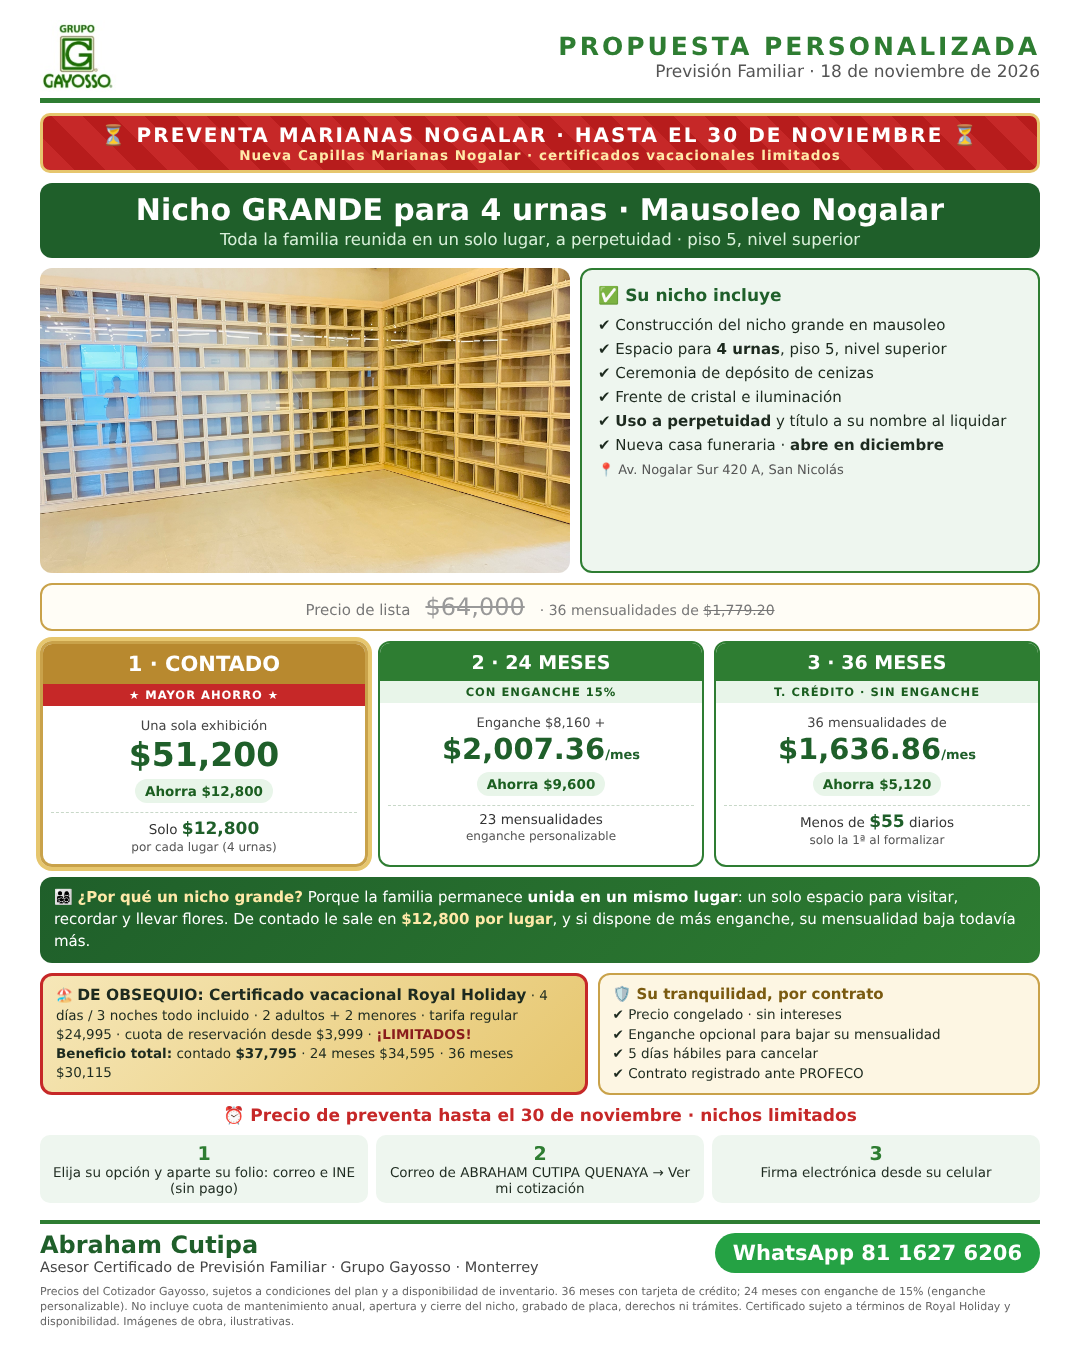 GRUPO
GAYOSSO
PROPUESTA PERSONALIZADA
Previsión Familiar · 18 de noviembre de 2026
⏳ PREVENTA MARIANAS NOGALAR · HASTA EL 30 DE NOVIEMBRE ⏳
Nueva Capillas Marianas Nogalar · certificados vacacionales limitados
Nicho GRANDE para 4 urnas · Mausoleo Nogalar
Toda la familia reunida en un solo lugar, a perpetuidad · piso 5, nivel superior
✅ Su nicho incluye
✔ Construcción del nicho grande en mausoleo
✔ Espacio para 4 urnas, piso 5, nivel superior
✔ Ceremonia de depósito de cenizas
✔ Frente de cristal e iluminación
✔ Uso a perpetuidad y título a su nombre al liquidar
✔ Nueva casa funeraria · abre en diciembre
📍 Av. Nogalar Sur 420 A, San Nicolás
Precio de lista $64,000 · 36 mensualidades de $1,779.20
1 · CONTADO
★ MAYOR AHORRO ★
Una sola exhibición
$51,200
Ahorra $12,800
Solo $12,800
por cada lugar (4 urnas)
2 · 24 MESES
CON ENGANCHE 15%
Enganche $8,160 +
$2,007.36/mes
Ahorra $9,600
23 mensualidades
enganche personalizable
3 · 36 MESES
T. CRÉDITO · SIN ENGANCHE
36 mensualidades de
$1,636.86/mes
Ahorra $5,120
Menos de $55 diarios
solo la 1ª al formalizar
👨‍👩‍👧‍👦 ¿Por qué un nicho grande? Porque la familia permanece unida en un mismo lugar: un solo espacio para visitar,
recordar y llevar flores. De contado le sale en $12,800 por lugar, y si dispone de más enganche, su mensualidad baja todavía
más.
🏖️ DE OBSEQUIO: Certificado vacacional Royal Holiday · 4
días / 3 noches todo incluido · 2 adultos + 2 menores · tarifa regular
$24,995 · cuota de reservación desde $3,999 · ¡LIMITADOS!
Beneficio total: contado $37,795 · 24 meses $34,595 · 36 meses
$30,115
🛡️ Su tranquilidad, por contrato
✔ Precio congelado · sin intereses
✔ Enganche opcional para bajar su mensualidad
✔ 5 días hábiles para cancelar
✔ Contrato registrado ante PROFECO
⏰ Precio de preventa hasta el 30 de noviembre · nichos limitados
1
Elija su opción y aparte su folio: correo e INE
(sin pago)
2
Correo de ABRAHAM CUTIPA QUENAYA → Ver
mi cotización
3
Firma electrónica desde su celular
Abraham Cutipa
Asesor Certificado de Previsión Familiar · Grupo Gayosso · Monterrey
WhatsApp 81 1627 6206
Precios del Cotizador Gayosso, sujetos a condiciones del plan y a disponibilidad de inventario. 36 meses con tarjeta de crédito; 24 meses con enganche de 15% (enganche
personalizable). No incluye cuota de mantenimiento anual, apertura y cierre del nicho, grabado de placa, derechos ni trámites. Certificado sujeto a términos de Royal Holiday y
disponibilidad. Imágenes de obra, ilustrativas.